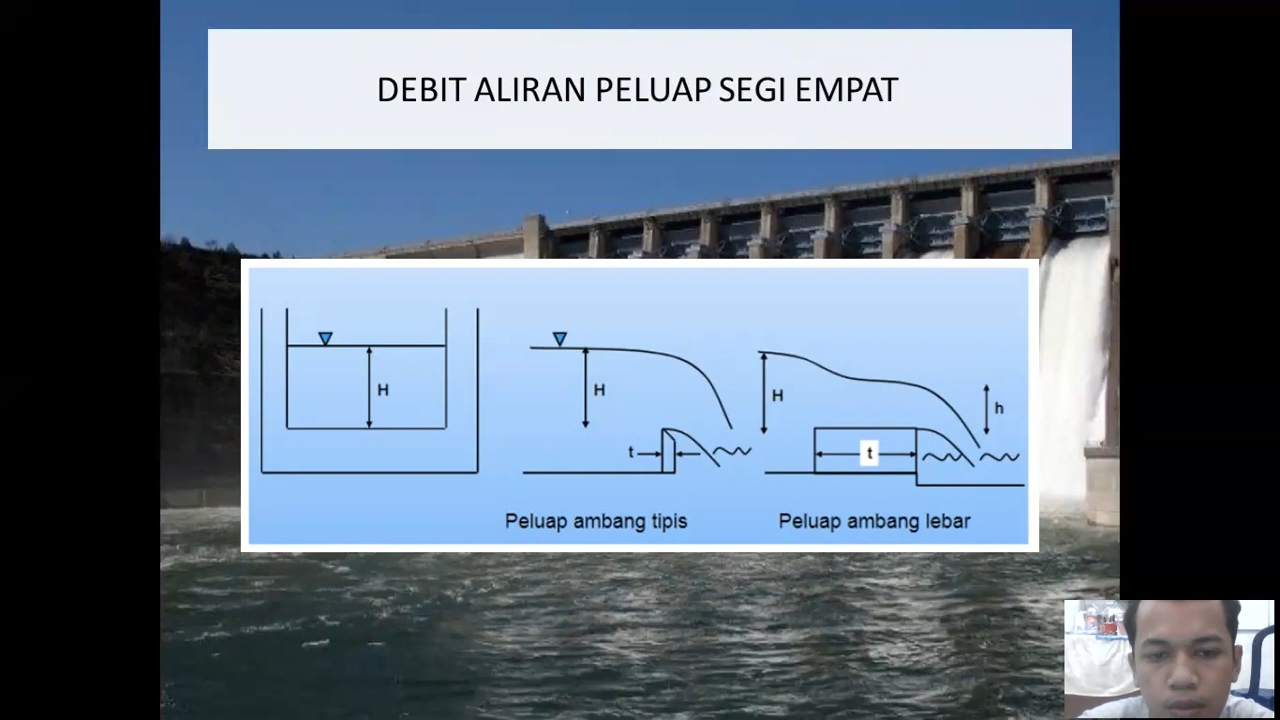 DEBIT ALIRAN PELUAP SEGI EMPAT
H
H
t
H
h
t
Peluap ambang tipis
Peluap ambang lebar